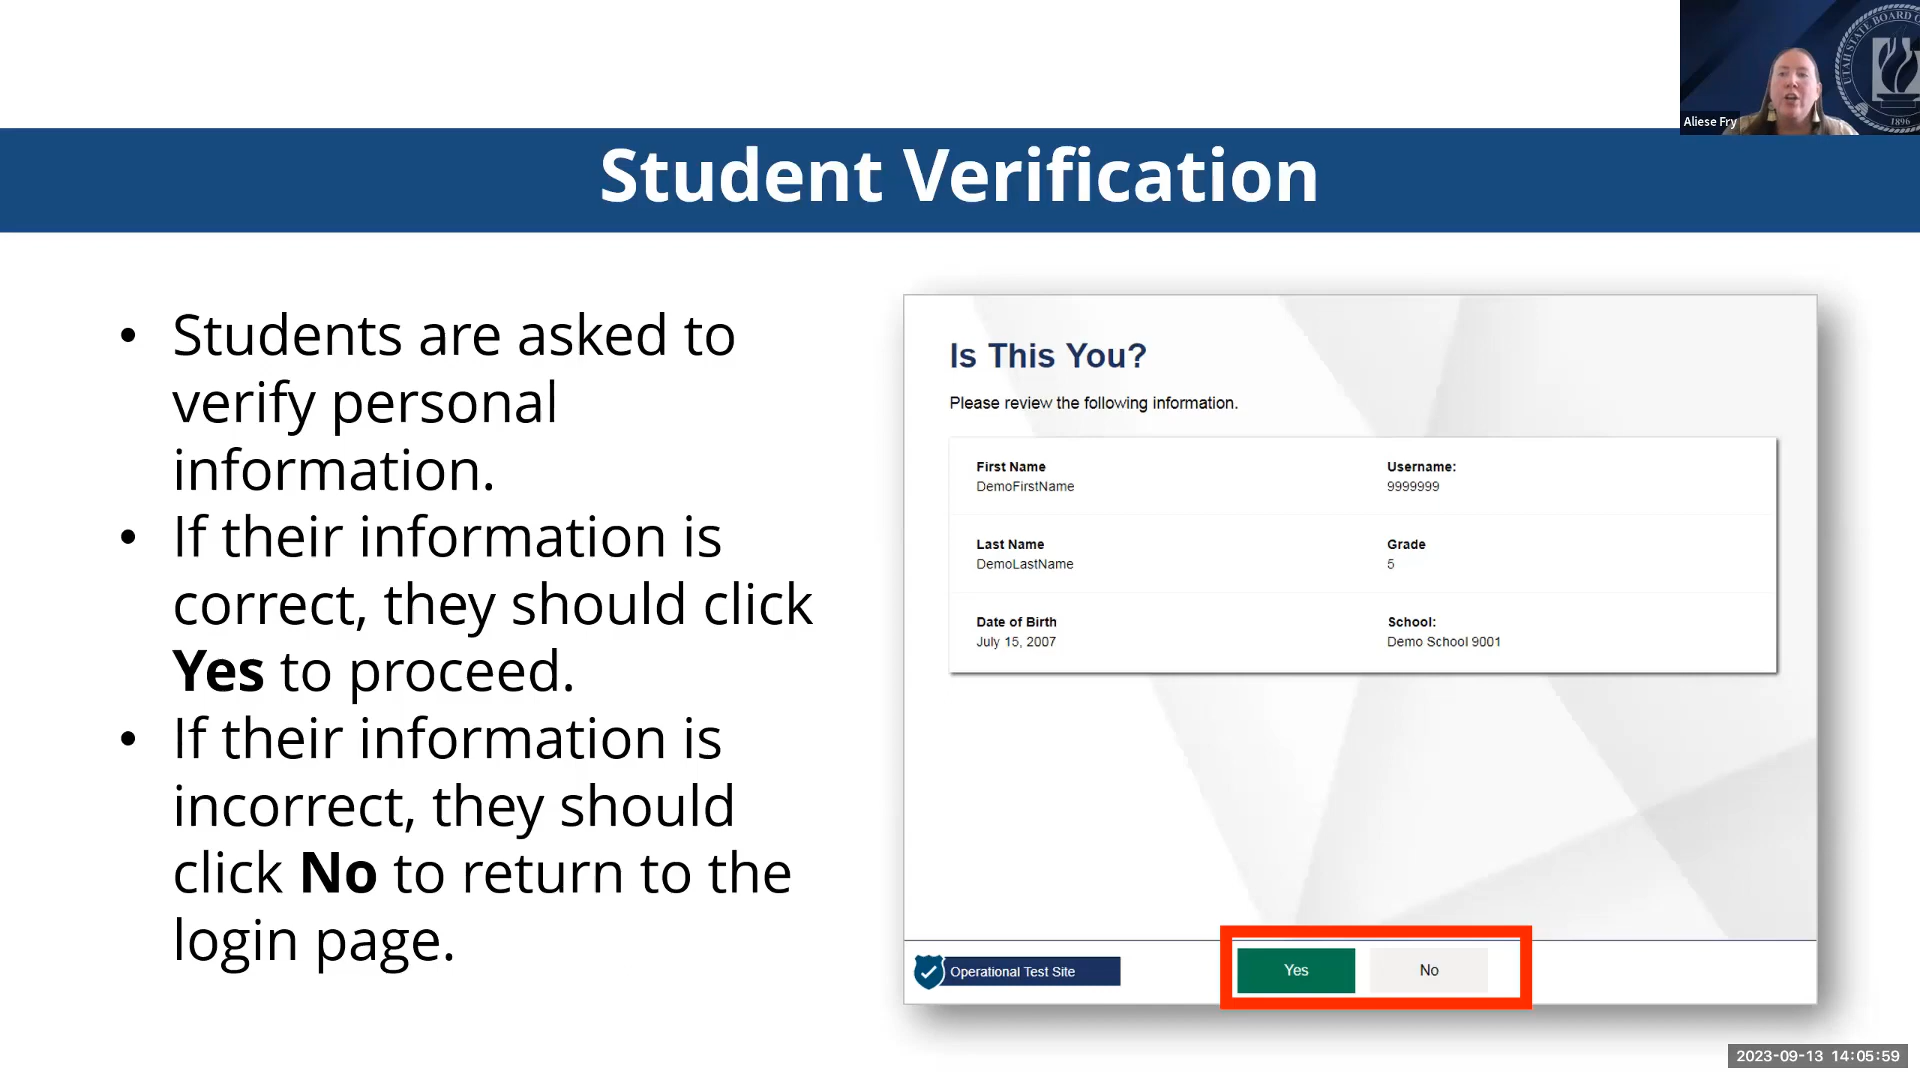 UTAH STATE BOARD O
1896
Aliese Fry
Student Verification
• Students are asked to
verify personal
information.
• If their information is
correct, they should click
Yes to proceed.
• If their information is
incorrect, they should
click No to return to the
login page.
Is This You?
Please review the following information.
First Name
DemoFirstName
Username:
9999999
Last Name
DemoLastName
Grade
5
Date of Birth
July 15, 2007
School:
Demo School 9001
Operational Test Site
Yes
No
2023-09-13 14:05:59